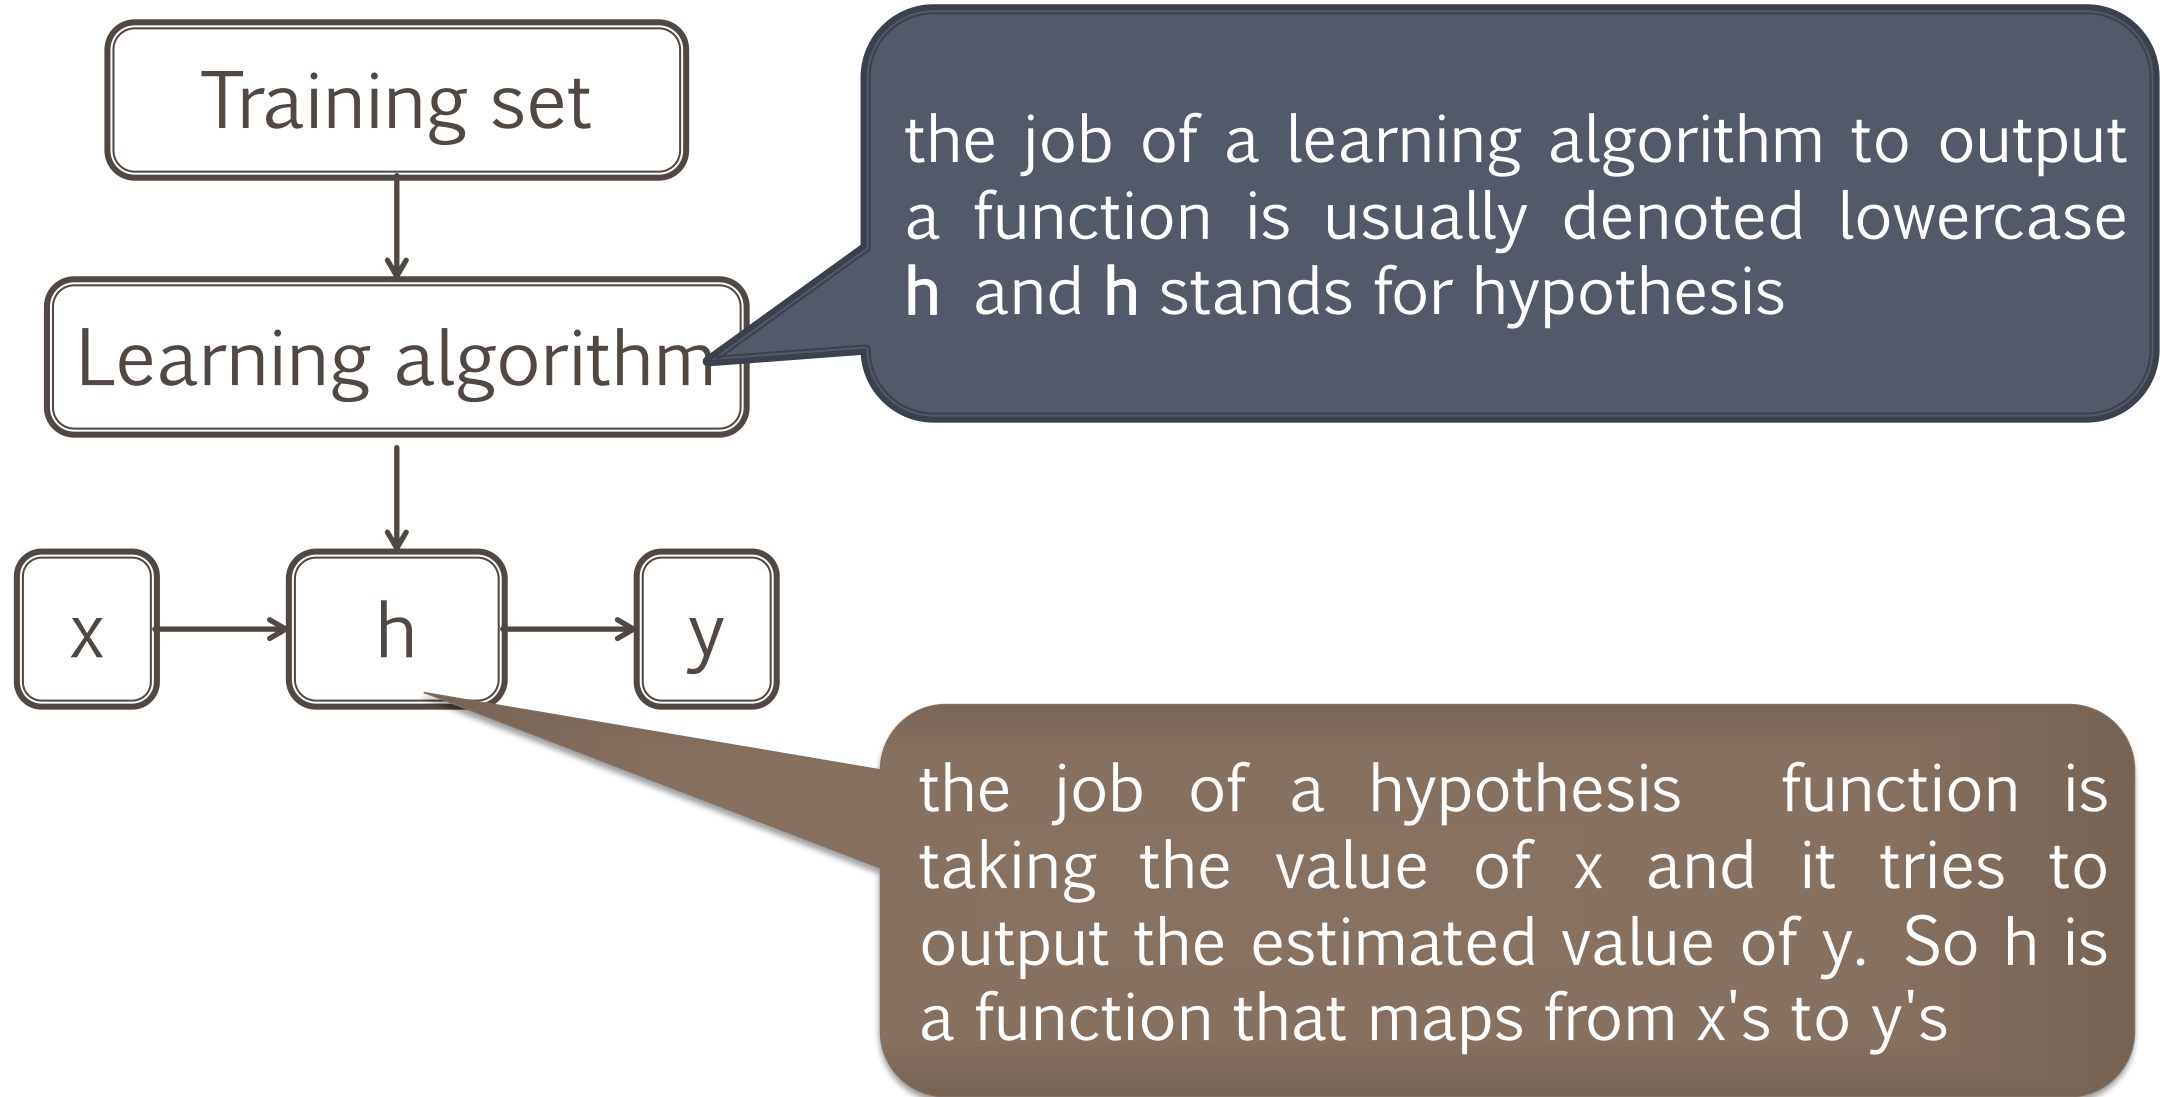 Training set
the job of a learning algorithm to output
a function is usually denoted lowercase
h and h stands for hypothesis
Learning algorithm
x
h
y
the job of a hypothesis function is
taking the value of x and it tries to
output the estimated value of y. So h is
a function that maps from x's to y's